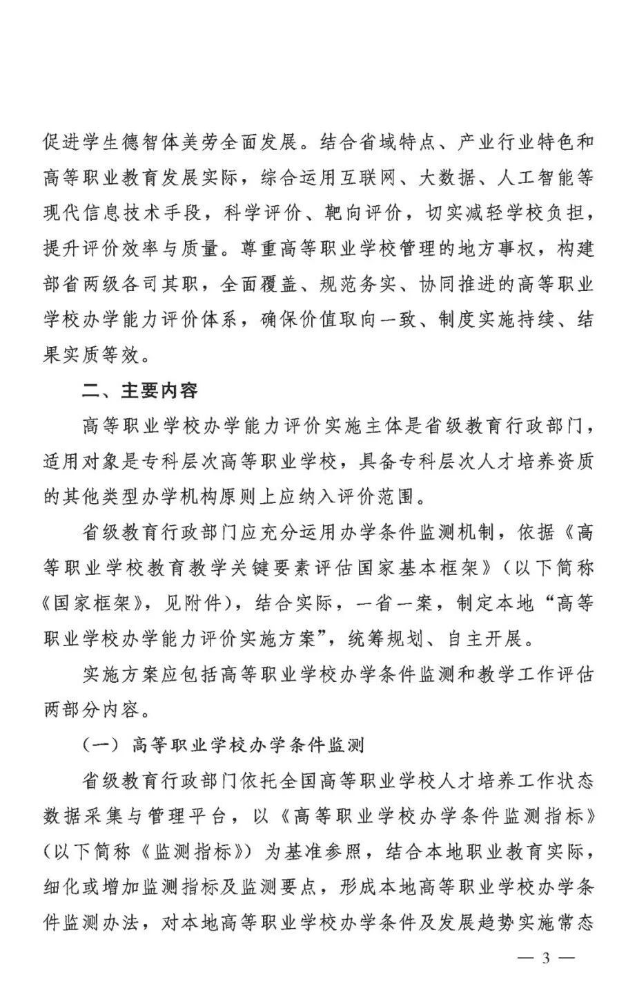 促进学生德智体美劳全面发展。结合省域特点、产业行业特色和
高等职业教育发展实际，综合运用互联网、大数据、人工智能等
现代信息技术手段，科学评价、靶向评价，切实减轻学校负担，
提升评价效率与质量。尊重高等职业学校管理的地方事权，构建
部省两级各司其职，全面覆盖、规范务实、协同推进的高等职业
学校办学能力评价体系，确保价值取向一致、制度实施持续、结
果实质等效。
二、主要内容
高等职业学校办学能力评价实施主体是省级教育行政部门，
适用对象是专科层次高等职业学校，具备专科层次人才培养资质
的其他类型办学机构原则上应纳入评价范围。
省级教育行政部门应充分运用办学条件监测机制，依据《高
等职业学校教育教学关键要素评估国家基本框架》（以下简称
《国家框架》，见附件），结合实际，一省一案，制定本地“高等
职业学校办学能力评价实施方案”，统筹规划、自主开展。
实施方案应包括高等职业学校办学条件监测和教学工作评估
两部分内容。
（一）高等职业学校办学条件监测
省级教育行政部门依托全国高等职业学校人才培养工作状态
数据采集与管理平台，以《高等职业学校办学条件监测指标》
（以下简称《监测指标》）为基准参照，结合本地职业教育实际，
细化或增加监测指标及监测要点，形成本地高等职业学校办学条
件监测办法，对本地高等职业学校办学条件及发展趋势实施常态
— 3 —